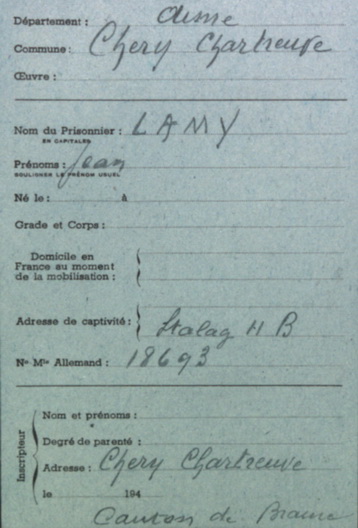 Département : Aisne
Commune : Chery Chartreuve
Œuvre :
Nom du Prisonnier : LAMY
EN CAPITALES
Prénoms : Jean
SOULIGNER LE PRÉNOM USUEL
Né le : à
Grade et Corps :
Domicile en
France au moment
de la mobilisation :
Adresse de captivité : Stalag II B
N° Mle Allemand : 18693
Inscripteur
Nom et prénoms :
Degré de parenté :
Adresse : Chery Chartreuve
le 194
Canton de Braine